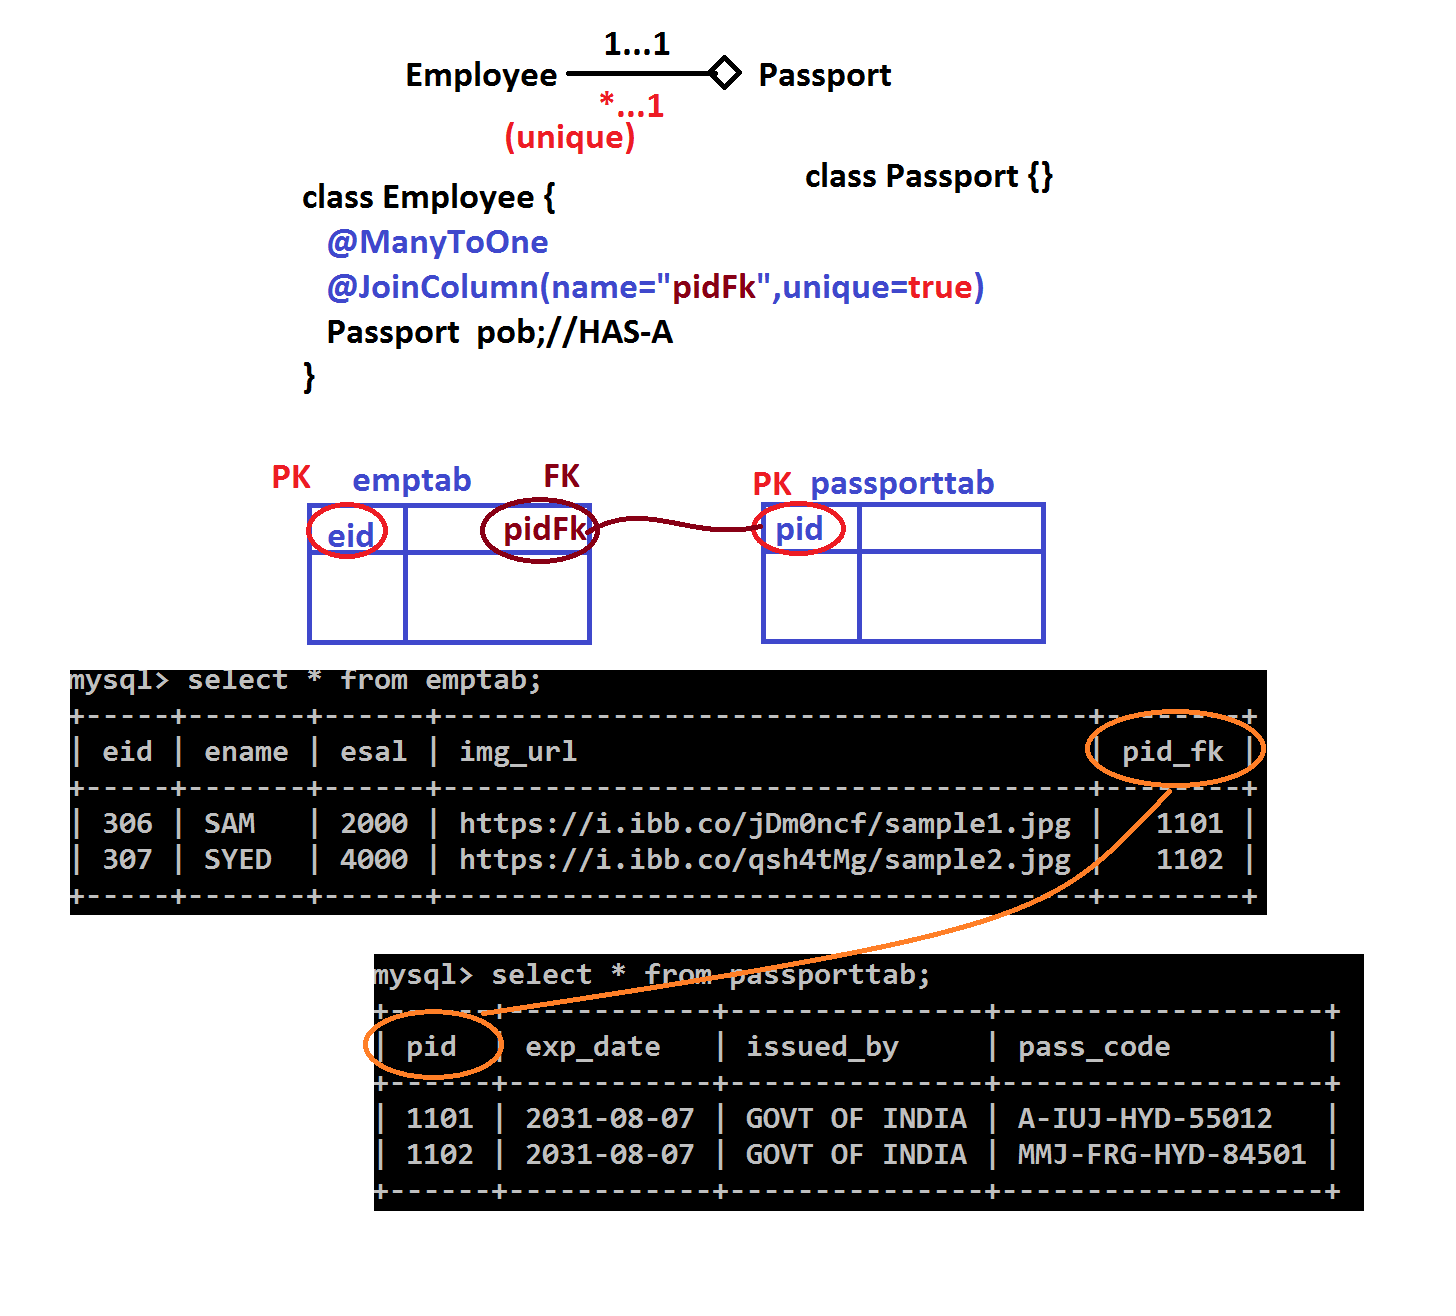 1...1
Employee Passport
*...1
(unique)
class Passport {}
class Employee {
@ManyToOne
@JoinColumn(name="pidFk",unique=true)
Passport pob;//HAS-A
}
PK emptab FK PK passporttab
eid pidFk pid
mysql> select * from emptab;
+-----+-------+------+--------------------------------------+--------+
| eid | ename | esal | img_url | pid_fk |
+-----+-------+------+--------------------------------------+--------+
| 306 | SAM | 2000 | https://i.ibb.co/jDm0ncf/sample1.jpg | 1101 |
| 307 | SYED | 4000 | https://i.ibb.co/qsh4tMg/sample2.jpg | 1102 |
+-----+-------+------+--------------------------------------+--------+
mysql> select * from passporttab;
+------+------------+---------------+--------------------+
| pid | exp_date | issued_by | pass_code |
+------+------------+---------------+--------------------+
| 1101 | 2031-08-07 | GOVT OF INDIA | A-IUJ-HYD-55012 |
| 1102 | 2031-08-07 | GOVT OF INDIA | MMJ-FRG-HYD-84501 |
+------+------------+---------------+--------------------+